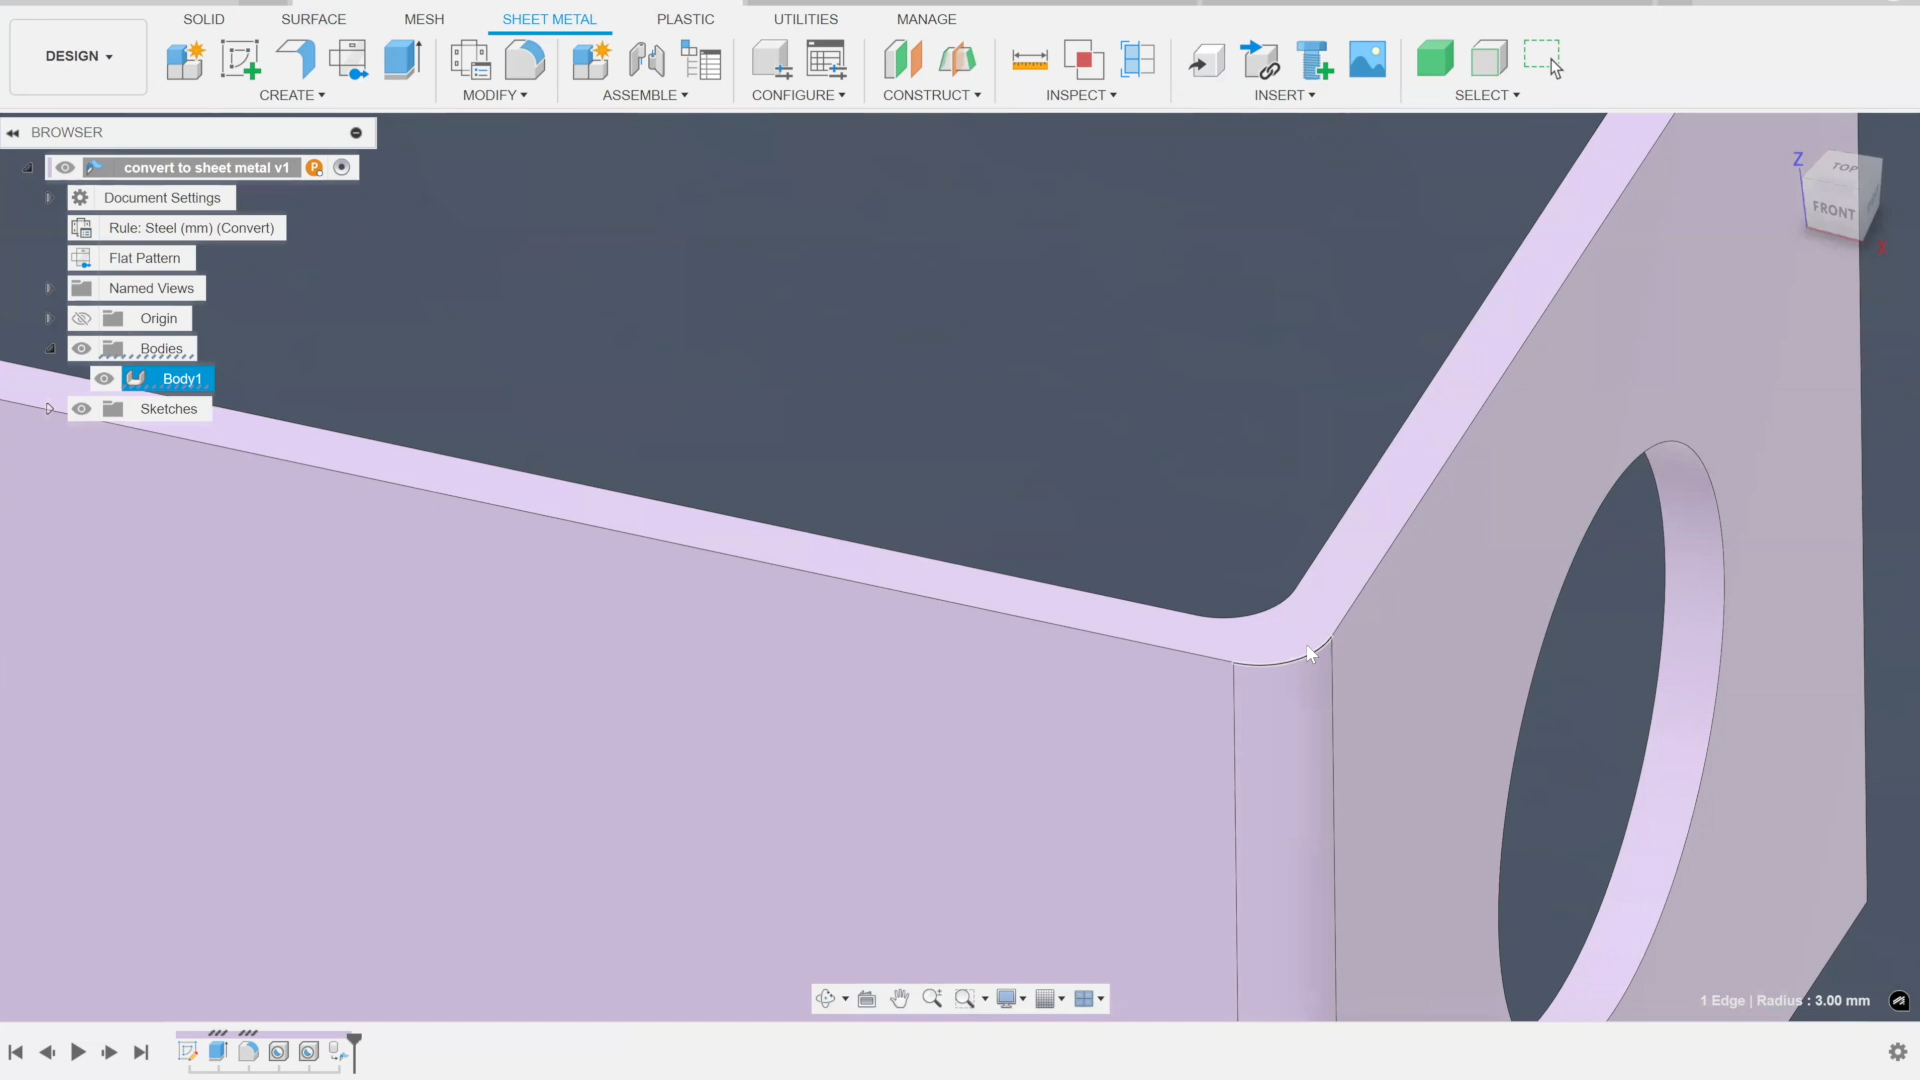 SOLID SURFACE MESH SHEET METAL PLASTIC UTILITIES MANAGE
DESIGN
CREATE MODIFY ASSEMBLE CONFIGURE CONSTRUCT INSPECT INSERT SELECT
BROWSER
convert to sheet metal v1 P
Document Settings
Rule: Steel (mm) (Convert)
Flat Pattern
Named Views
Origin
Bodies
Body1
Sketches
Z
TOP
FRONT
X
1 Edge | Radius : 3.00 mm